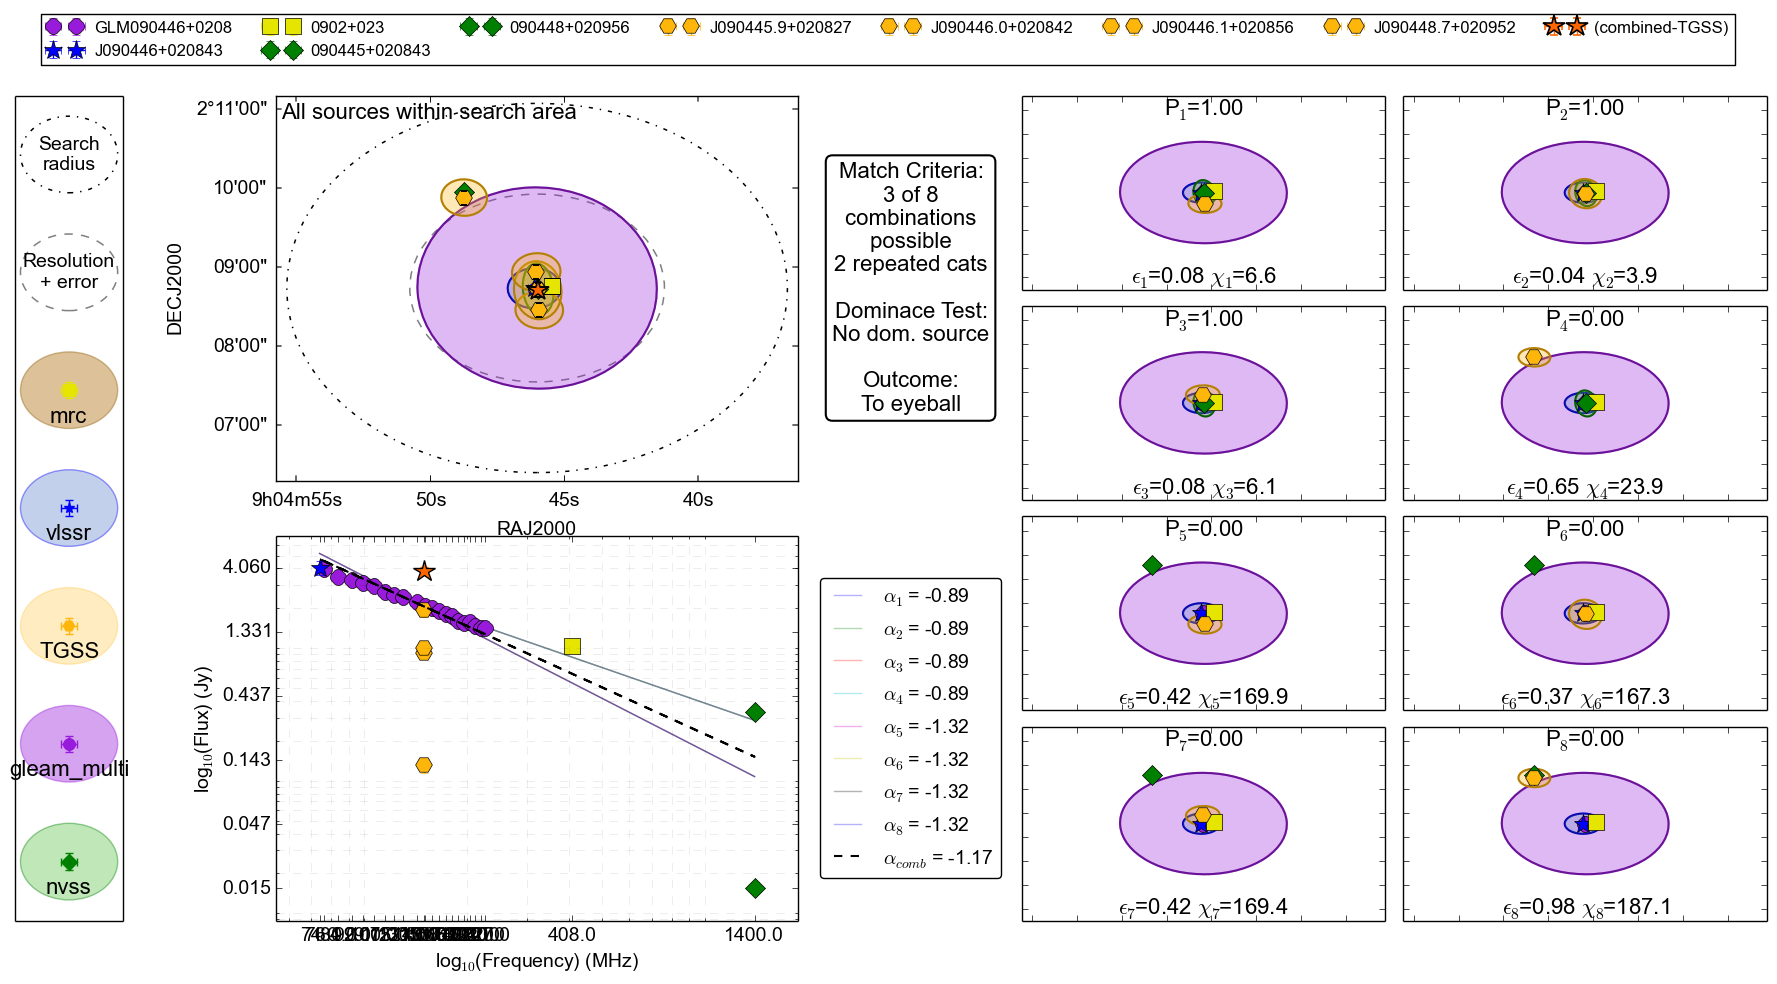 GLM090446+0208
0902+023
090448+020956
J090445.9+020827
J090446.0+020842
J090446.1+020856
J090448.7+020952
(combined-TGSS)
J090446+020843
090445+020843
Search
radius
Resolution
+ error
mrc
vlssr
TGSS
gleam_multi
nvss
All sources within search area
DECJ2000
2°11'00"
10'00"
09'00"
08'00"
07'00"
9h04m55s
50s
45s
40s
RAJ2000
Match Criteria:
3 of 8
combinations
possible
2 repeated cats
Dominace Test:
No dom. source
Outcome:
To eyeball
log10(Flux) (Jy)
4.060
1.331
0.437
0.143
0.047
0.015
408.0
1400.0
log10(Frequency) (MHz)
α1 = -0.89
α2 = -0.89
α3 = -0.89
α4 = -0.89
α5 = -1.32
α6 = -1.32
α7 = -1.32
α8 = -1.32
αcomb = -1.17
P1=1.00
ϵ1=0.08 χ1=6.6
P2=1.00
ϵ2=0.04 χ2=3.9
P3=1.00
ϵ3=0.08 χ3=6.1
P4=0.00
ϵ4=0.65 χ4=23.9
P5=0.00
ϵ5=0.42 χ5=169.9
P6=0.00
ϵ6=0.37 χ6=167.3
P7=0.00
ϵ7=0.42 χ7=169.4
P8=0.00
ϵ8=0.98 χ8=187.1